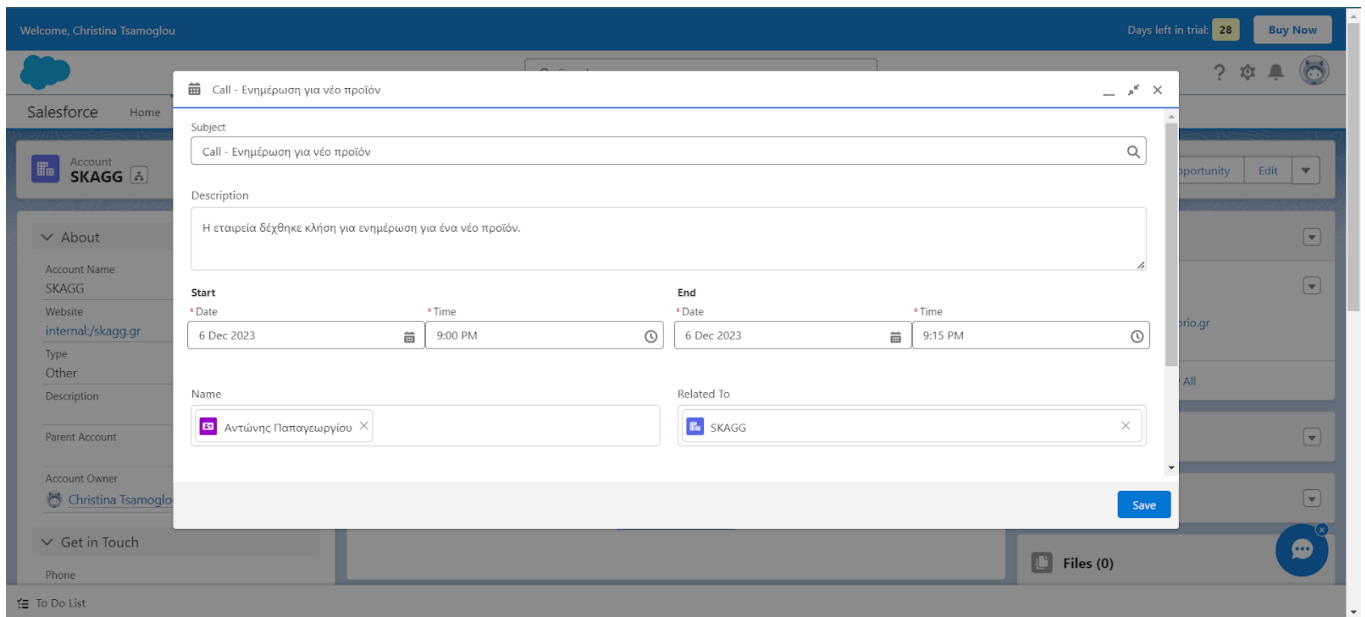 Welcome, Christina Tsamoglou
Days left in trial: 28 Buy Now
Salesforce Home
Account
SKAGG
Opportunity Edit
About
Account Name
SKAGG
Website
internal:/skagg.gr
Type
Other
Description
Parent Account
Account Owner
Christina Tsamoglo
Get in Touch
Phone
To Do List
Call - Ενημέρωση για νέο προϊόν
Subject
Call - Ενημέρωση για νέο προϊόν
Description
Η εταιρεία δέχθηκε κλήση για ενημέρωση για ένα νέο προϊόν.
Start End
*Date *Time *Date *Time
6 Dec 2023 9:00 PM 6 Dec 2023 9:15 PM
Name Related To
Αντώνης Παπαγεωργίου SKAGG
Save
All
Files (0)